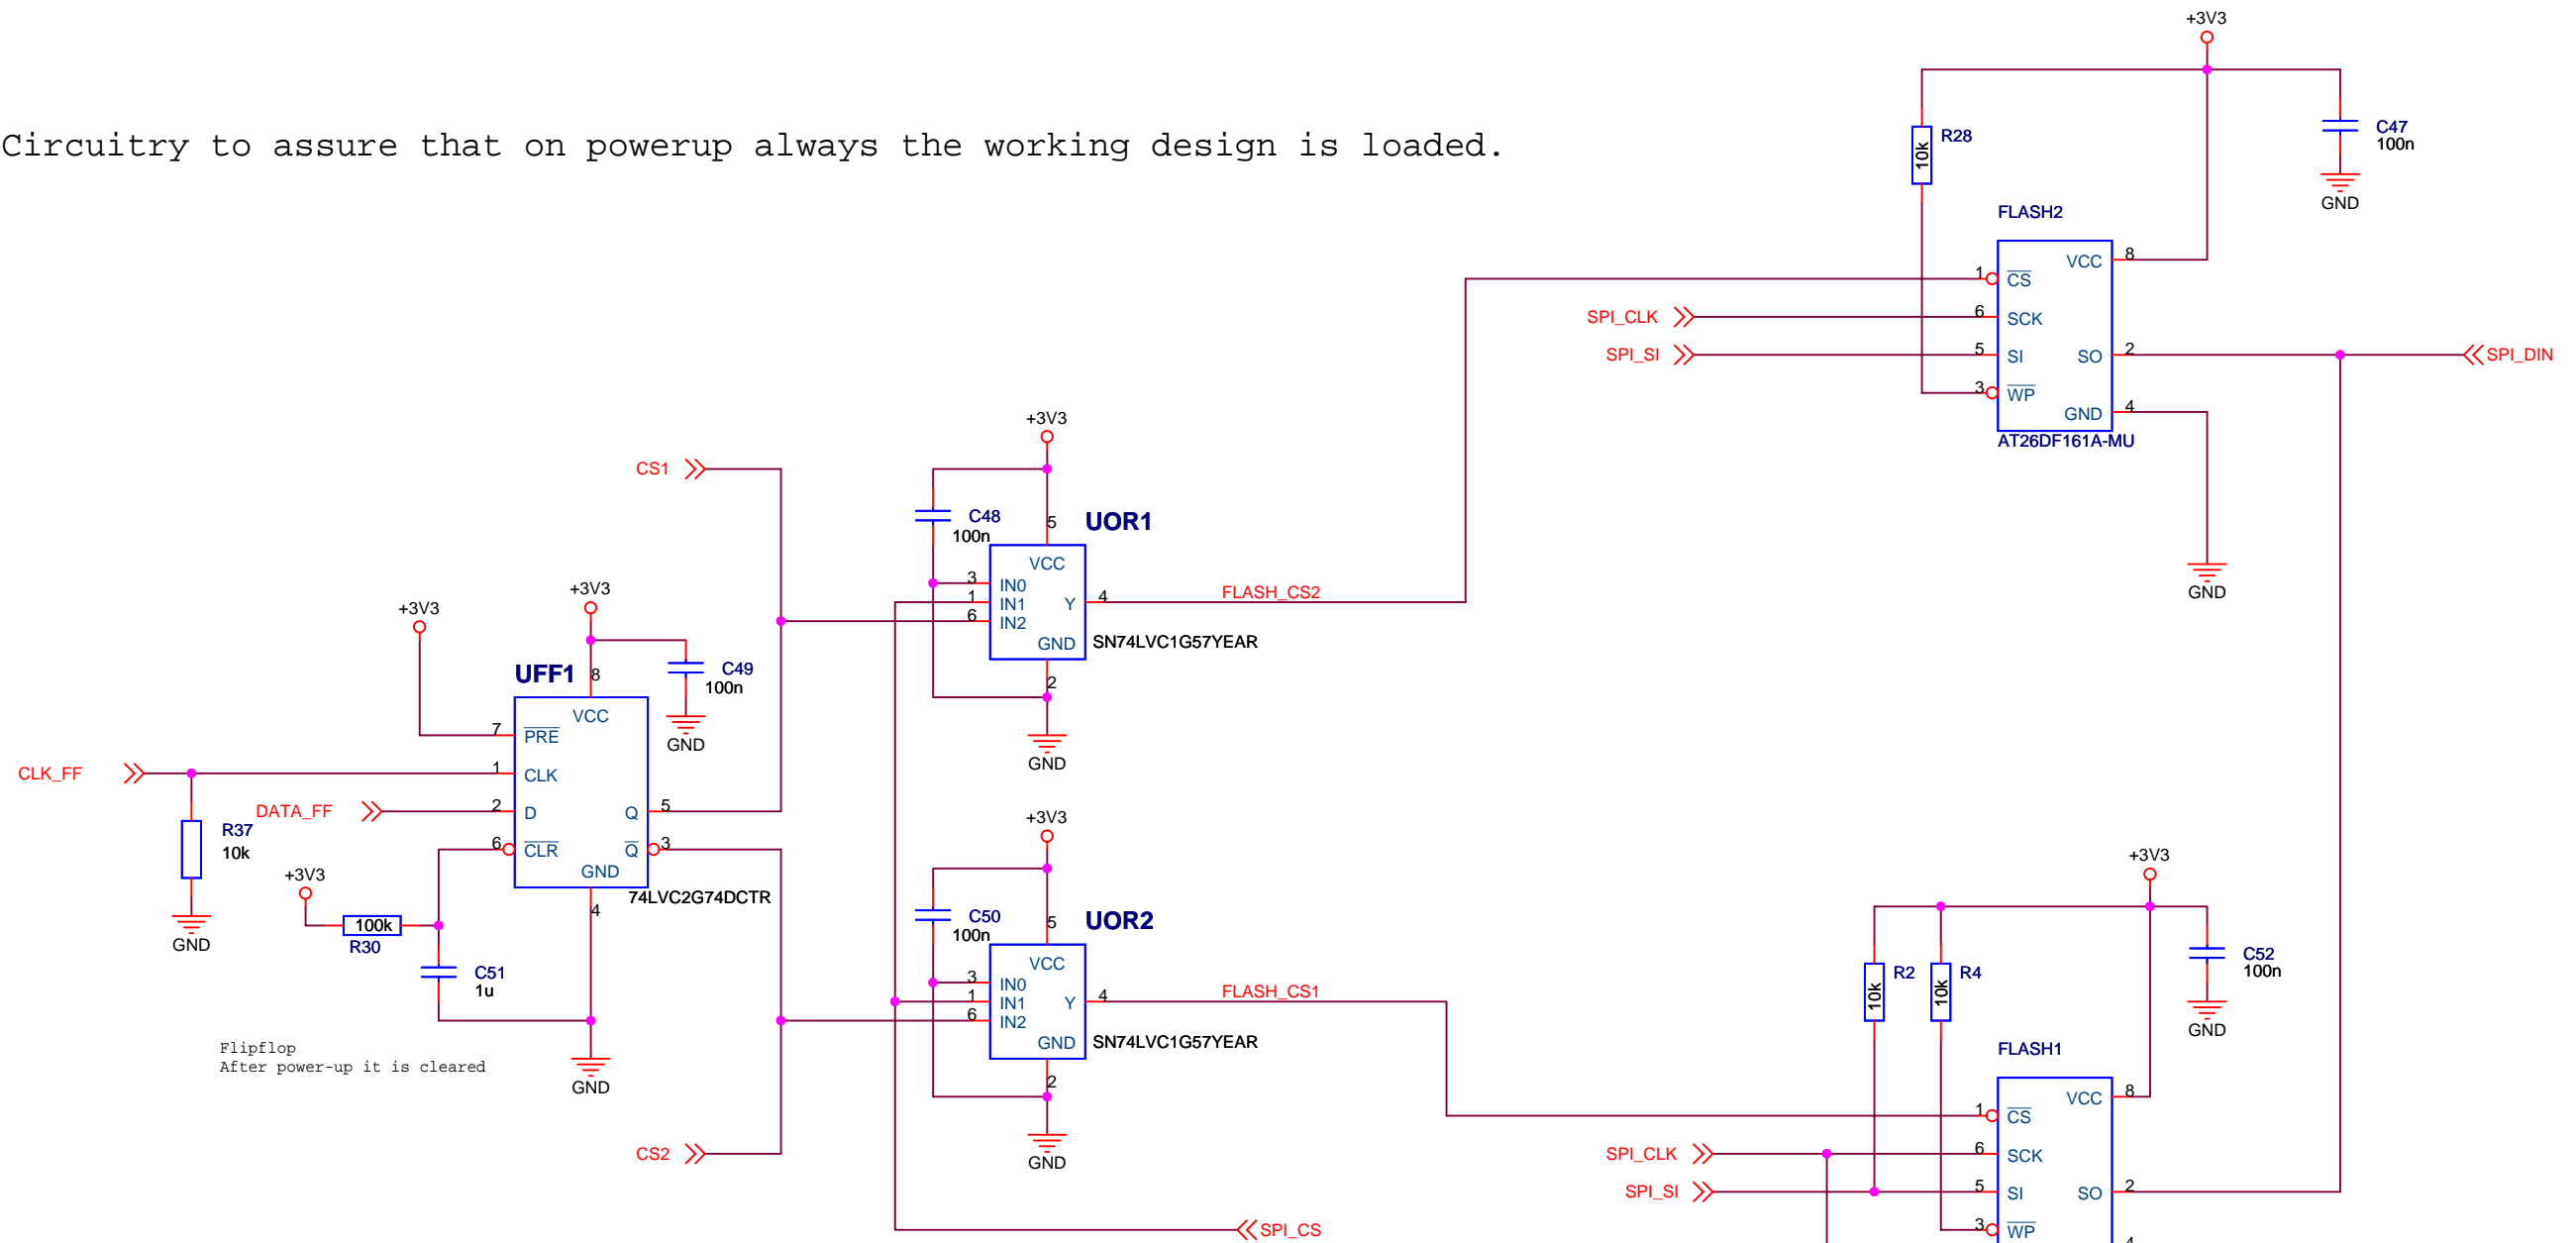 Circuitry to assure that on powerup always the working design is loaded.
+3V3
R28
10k
C47
100n
GND
FLASH2
VCC 8
1 CS
SPI_CLK 6 SCK
SPI_SI 5 SI
SO 2 SPI_DIN
3 WP
GND 4
AT26DF161A-MU
GND
+3V3
CS1
C48
100n
5 UOR1
VCC
3 IN0
1 IN1
6 IN2
Y 4 FLASH_CS2
GND
SN74LVC1G57YEAR
2
GND
+3V3
+3V3
UFF1
8
C49
100n
GND
VCC
7 PRE
CLK_FF 1 CLK
DATA_FF 2 D
Q 5
R37
10k
GND
6 CLR
Q 3
GND
74LVC2G74DCTR
4
+3V3
100k
R30
C51
1u
GND
Flipflop
After power-up it is cleared
CS2
+3V3
C50
100n
5 UOR2
VCC
3 IN0
1 IN1
6 IN2
Y 4 FLASH_CS1
GND
SN74LVC1G57YEAR
2
GND
SPI_CS
+3V3
R2
10k
R4
10k
C52
100n
GND
FLASH1
VCC 8
1 CS
SPI_CLK 6 SCK
SPI_SI 5 SI
SO 2
3 WP